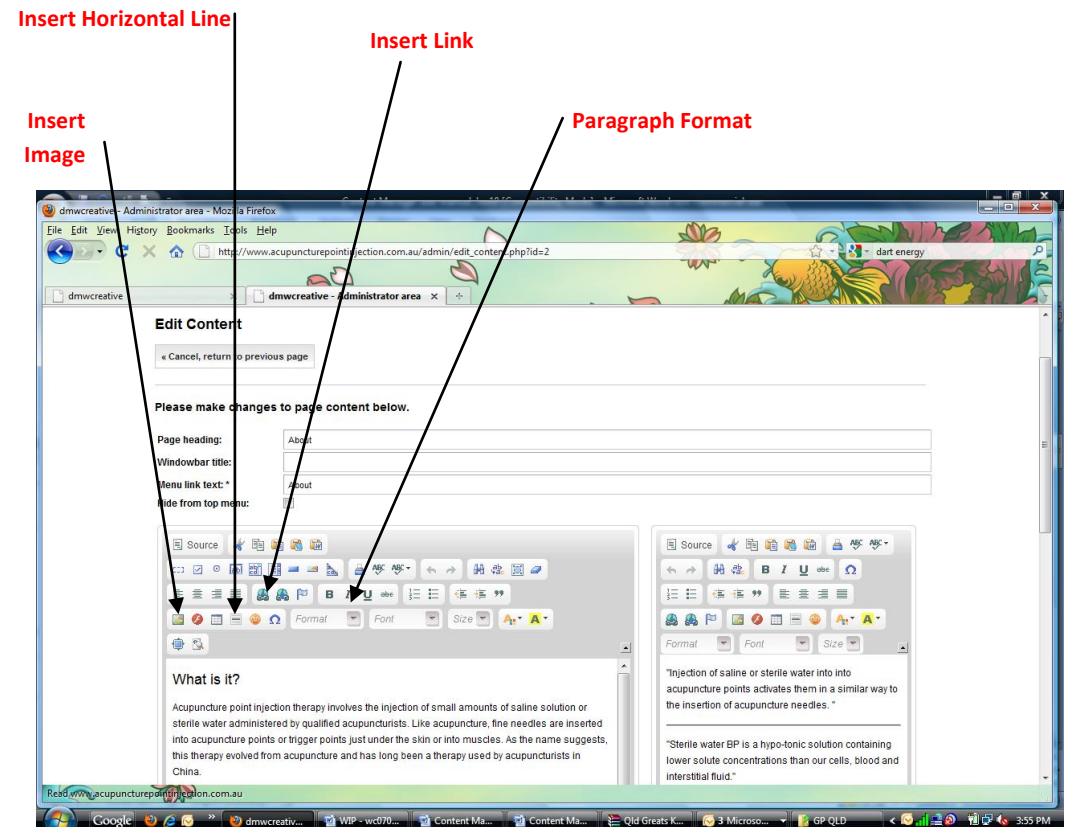 Insert Horizontal Line
Insert Link
Insert
Image
Paragraph Format
dmwcreative - Administrator area - Mozilla Firefox
File Edit View History Bookmarks Tools Help
http://www.acupuncturepointinjection.com.au/admin/edit_content.php?id=2
dart energy
dmwcreative
dmwcreative - Administrator area
Edit Content
« Cancel, return to previous page
Please make changes to page content below.
Page heading: About
Windowbar title:
Menu link text: * About
Hide from top menu:
Source
Format Font Size
What is it?
Acupuncture point injection therapy involves the injection of small amounts of saline solution or
sterile water administered by qualified acupuncturists. Like acupuncture, fine needles are inserted
into acupuncture points or trigger points just under the skin or into muscles. As the name suggests,
this therapy evolved from acupuncture and has long been a therapy used by acupuncturists in
China.
Source
Format Font Size
"Injection of saline or sterile water into into
acupuncture points activates them in a similar way to
the insertion of acupuncture needles. "
"Sterile water BP is a hypo-tonic solution containing
lower solute concentrations than our cells, blood and
interstitial fluid."
Read www.acupuncturepointinjection.com.au
Google dmwcreativ... WIP - wc070... Content Ma... Content Ma... Qld Greats K... 3 Microso... GP QLD 3:55 PM